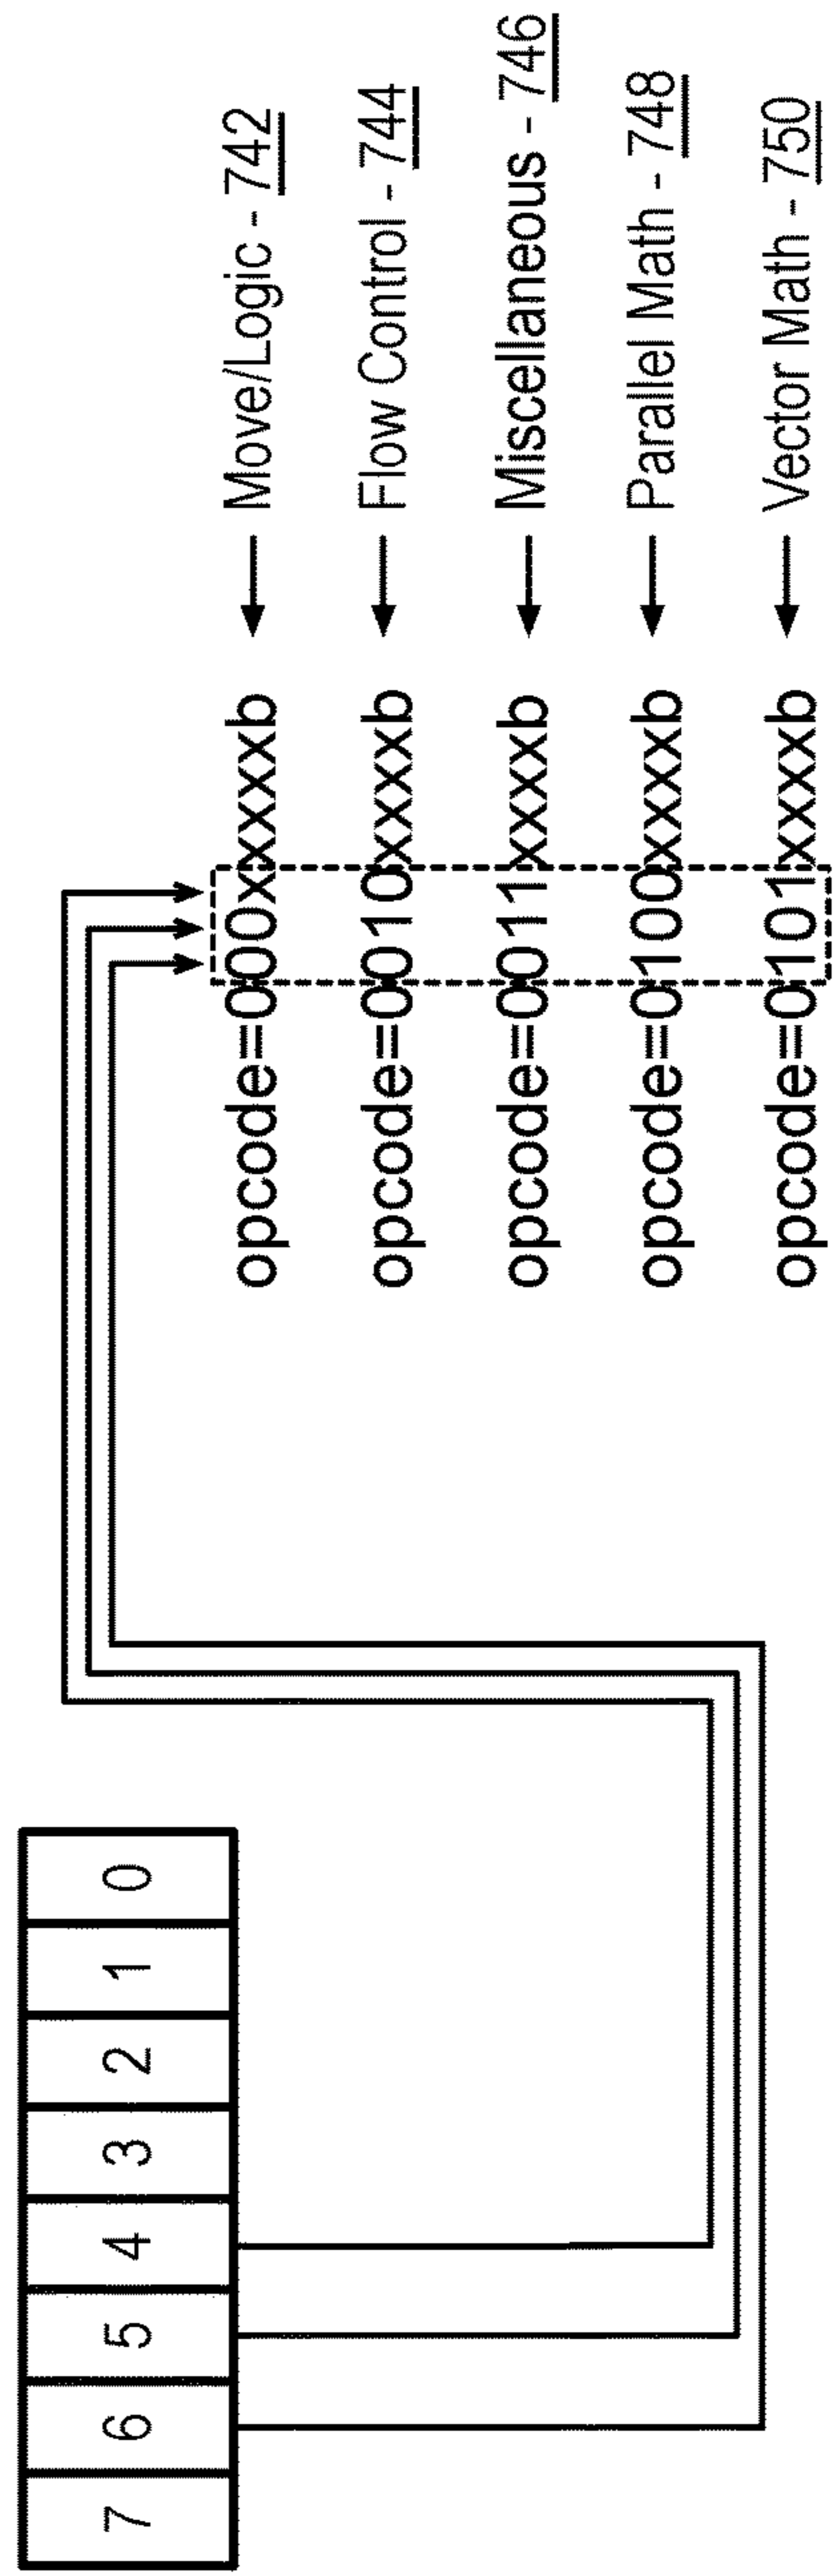 7 6 5 4 3 2 1 0
opcode=000xxxxxb Move/Logic - 742
opcode=0010xxxxb Flow Control - 744
opcode=0011xxxxb Miscellaneous - 746
opcode=0100xxxxb Parallel Math - 748
opcode=0101xxxxb Vector Math - 750